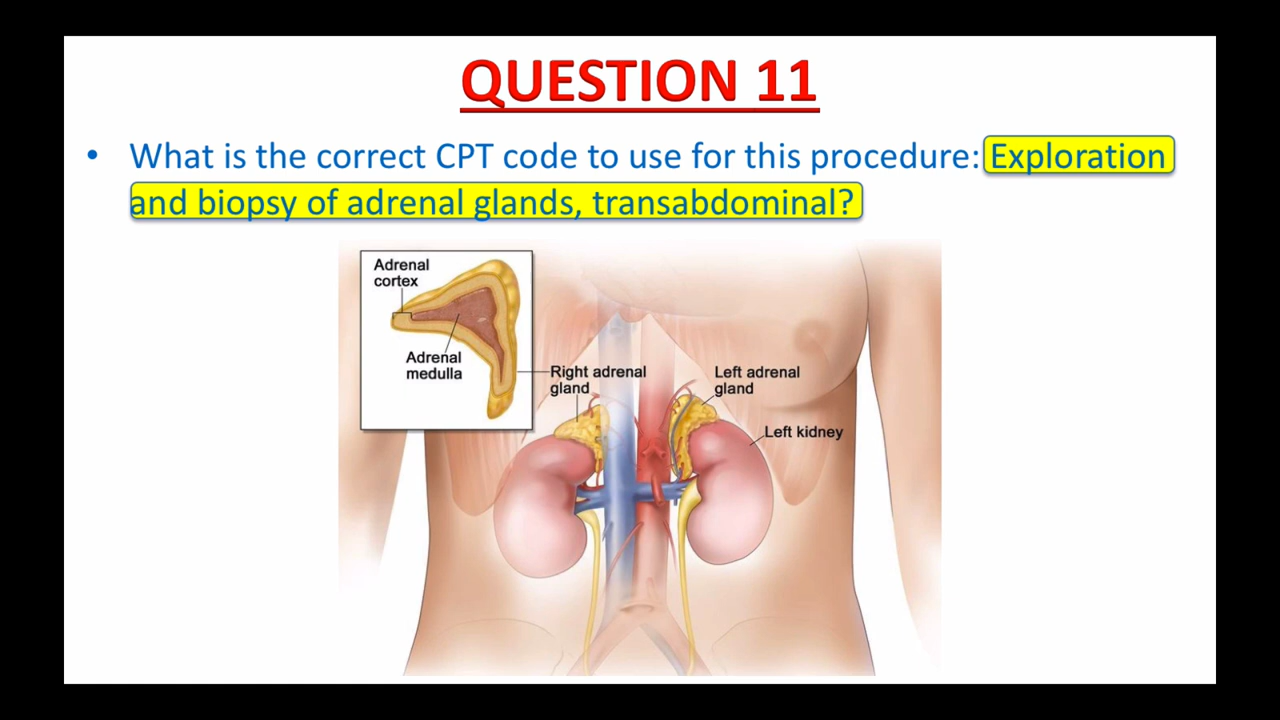 QUESTION 11
• What is the correct CPT code to use for this procedure: Exploration
and biopsy of adrenal glands, transabdominal?
Adrenal
cortex
Adrenal
medulla
Right adrenal
gland
Left adrenal
gland
Left kidney